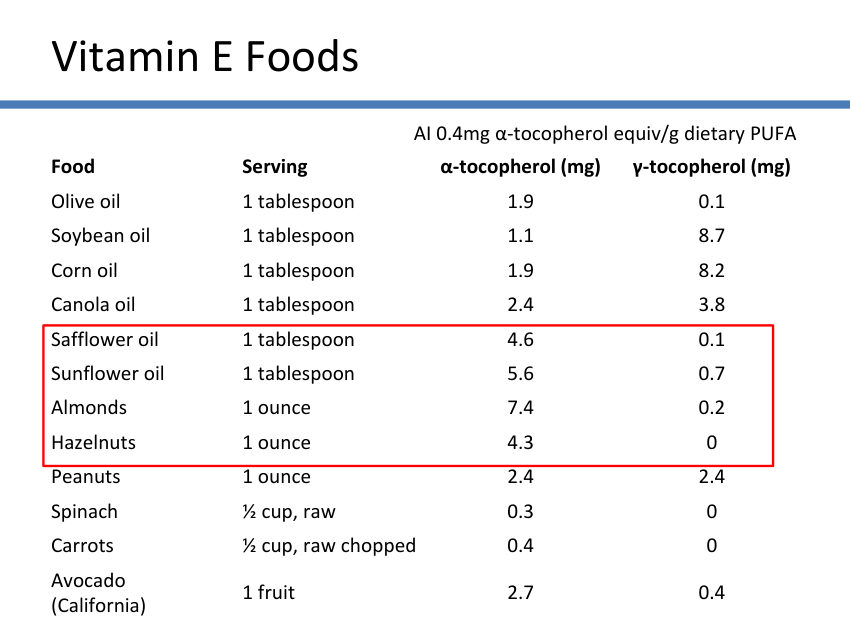 Vitamin E Foods
AI 0.4mg α-tocopherol equiv/g dietary PUFA
Food Serving α-tocopherol (mg) γ-tocopherol (mg)
Olive oil 1 tablespoon 1.9 0.1
Soybean oil 1 tablespoon 1.1 8.7
Corn oil 1 tablespoon 1.9 8.2
Canola oil 1 tablespoon 2.4 3.8
Safflower oil 1 tablespoon 4.6 0.1
Sunflower oil 1 tablespoon 5.6 0.7
Almonds 1 ounce 7.4 0.2
Hazelnuts 1 ounce 4.3 0
Peanuts 1 ounce 2.4 2.4
Spinach ½ cup, raw 0.3 0
Carrots ½ cup, raw chopped 0.4 0
Avocado
(California) 1 fruit 2.7 0.4